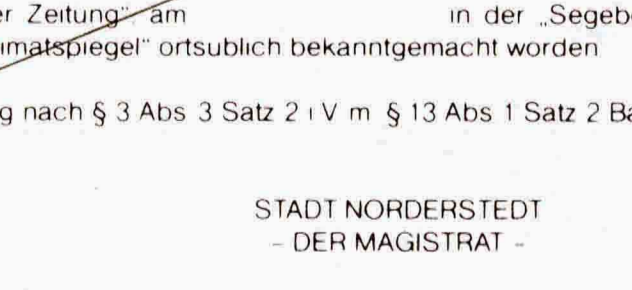 er Zeitung" am in der „Segeb
imatspiegel" ortsublich bekanntgemacht worden
g nach § 3 Abs 3 Satz 2 i V m § 13 Abs 1 Satz 2 Ba
STADT NORDERSTEDT
– DER MAGISTRAT –